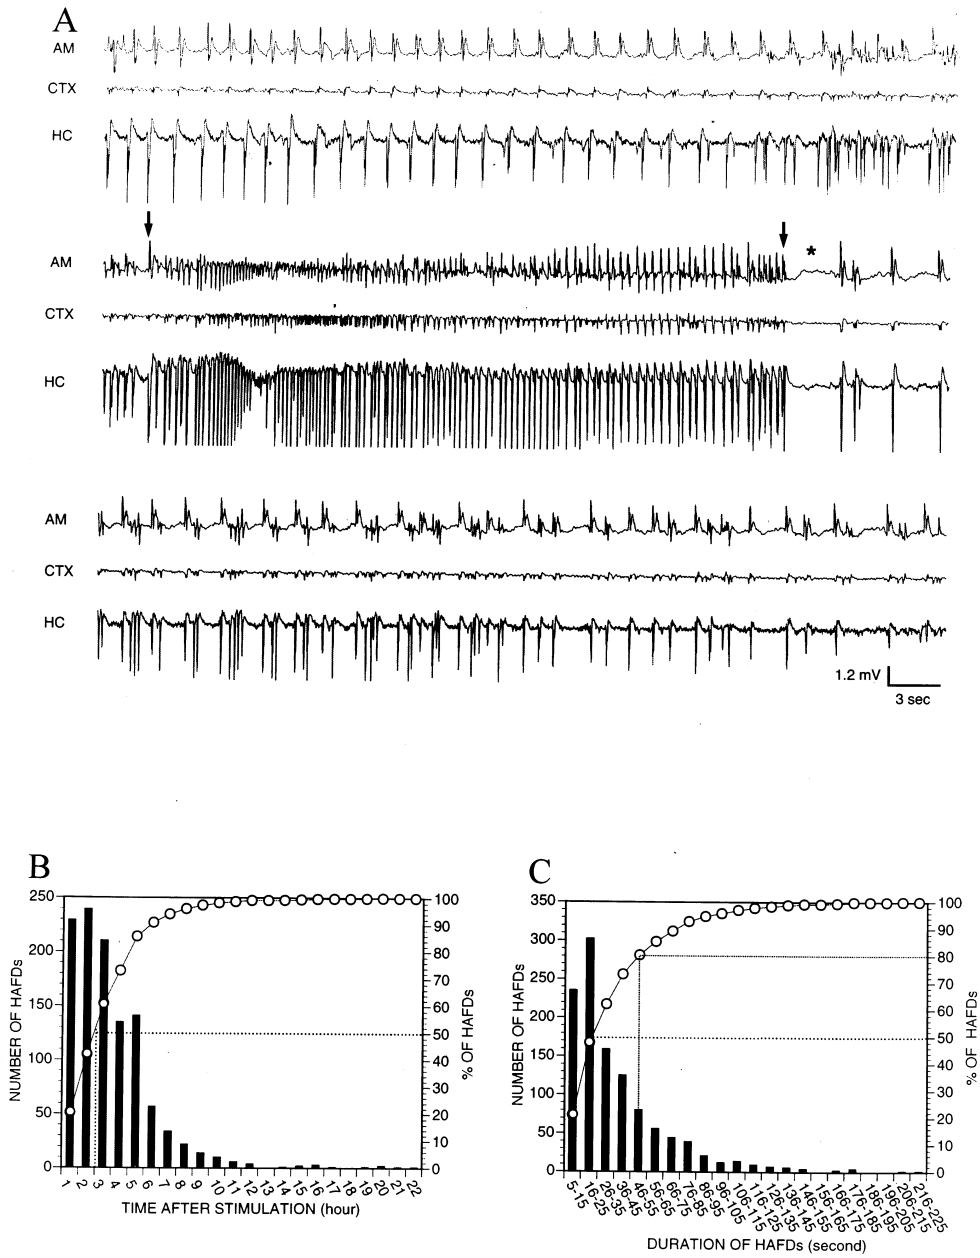 A
AM
CTX
HC
*
AM
CTX
HC
AM
CTX
HC
1.2 mV
3 sec
B
NUMBER OF HAFDs
250
200
150
100
50
0
100
90
80
70
60
50
40
30
20
10
0
% OF HAFDs
1 2 3 4 5 6 7 8 9 10 11 12 13 14 15 16 17 18 19 20 21 22
TIME AFTER STIMULATION (hour)
C
NUMBER OF HAFDs
350
300
250
200
150
100
50
0
100
90
80
70
60
50
40
30
20
10
0
% OF HAFDs
5-15 16-25 26-35 36-45 46-55 56-65 66-75 76-85 86-95 96-105 106-115 116-125 126-135 136-145 146-155 156-165 166-175 176-185 186-195 196-205 206-215 216-225
DURATION OF HAFDs (second)